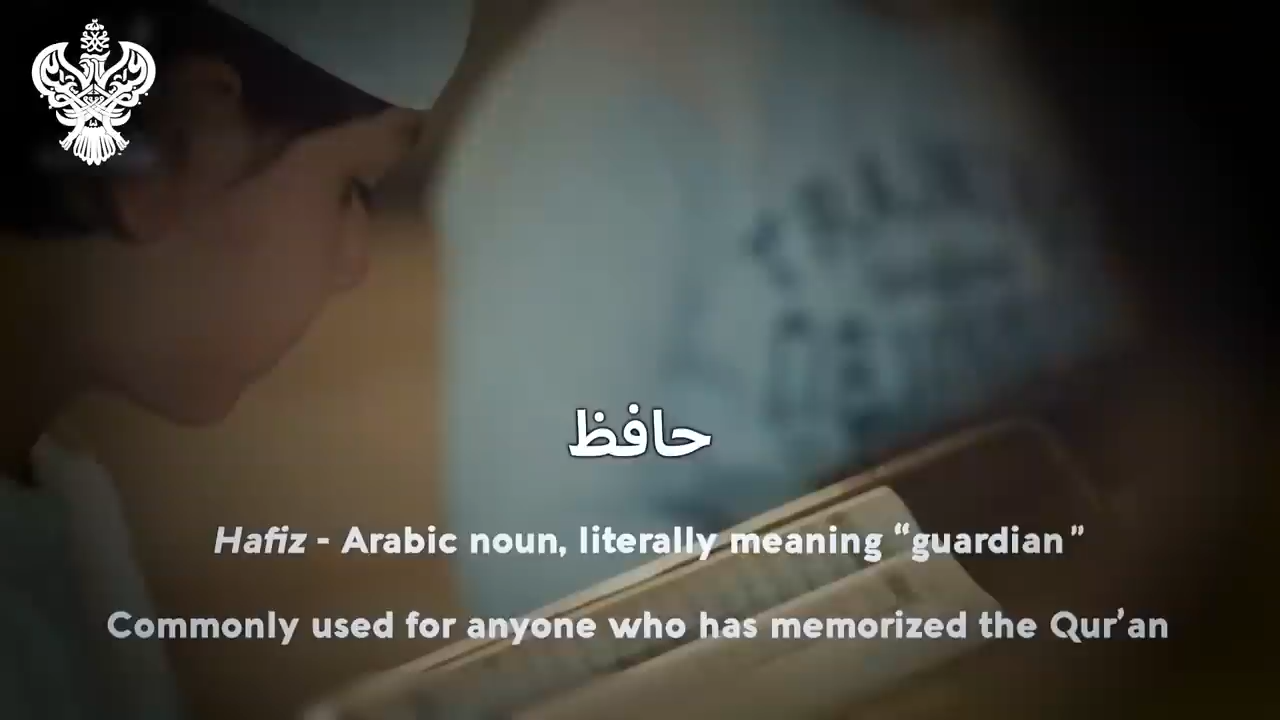 حافظ
Hafiz - Arabic noun, literally meaning “guardian”
Commonly used for anyone who has memorized the Qur’an